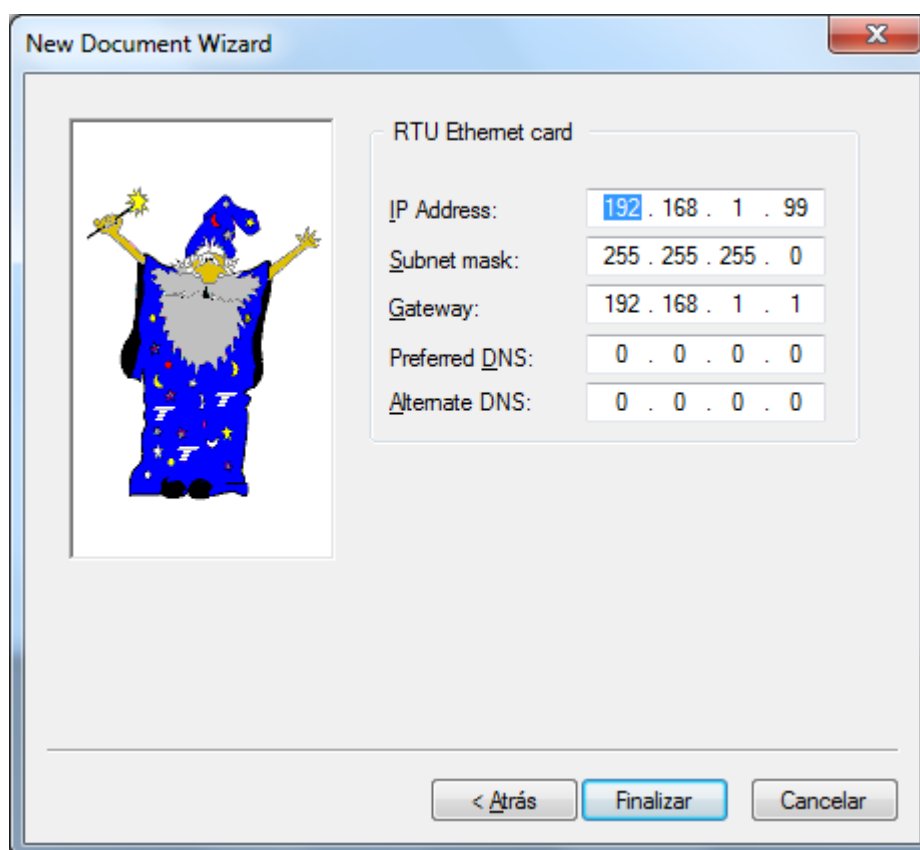 New Document Wizard
RTU Ethernet card
IP Address: 192 . 168 . 1 . 99
Subnet mask: 255 . 255 . 255 . 0
Gateway: 192 . 168 . 1 . 1
Preferred DNS: 0 . 0 . 0 . 0
Alternate DNS: 0 . 0 . 0 . 0
< Atrás Finalizar Cancelar